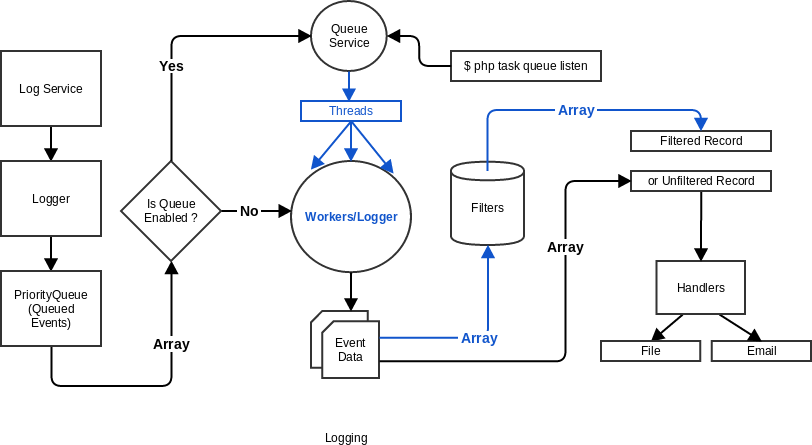 Queue
Service
Yes
$ php task queue listen
Log Service
Threads
Array
Filtered Record
or Unfiltered Record
Logger
Is Queue
Enabled ?
No
Workers/Logger
Filters
Array
PriorityQueue
(Queued
Events)
Handlers
Array
Event
Data
Array
File
Email
Logging